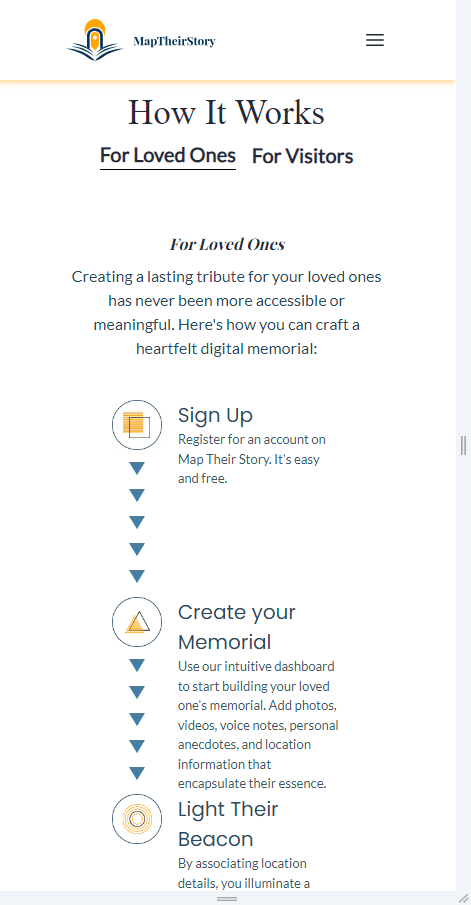 MapTheirStory
How It Works
For Loved Ones For Visitors
For Loved Ones
Creating a lasting tribute for your loved ones
has never been more accessible or
meaningful. Here's how you can craft a
heartfelt digital memorial:
Sign Up
Register for an account on
Map Their Story. It's easy
and free.
Create your
Memorial
Use our intuitive dashboard
to start building your loved
one's memorial. Add photos,
videos, voice notes, personal
anecdotes, and location
information that
encapsulate their essence.
Light Their
Beacon
By associating location
details, you illuminate a